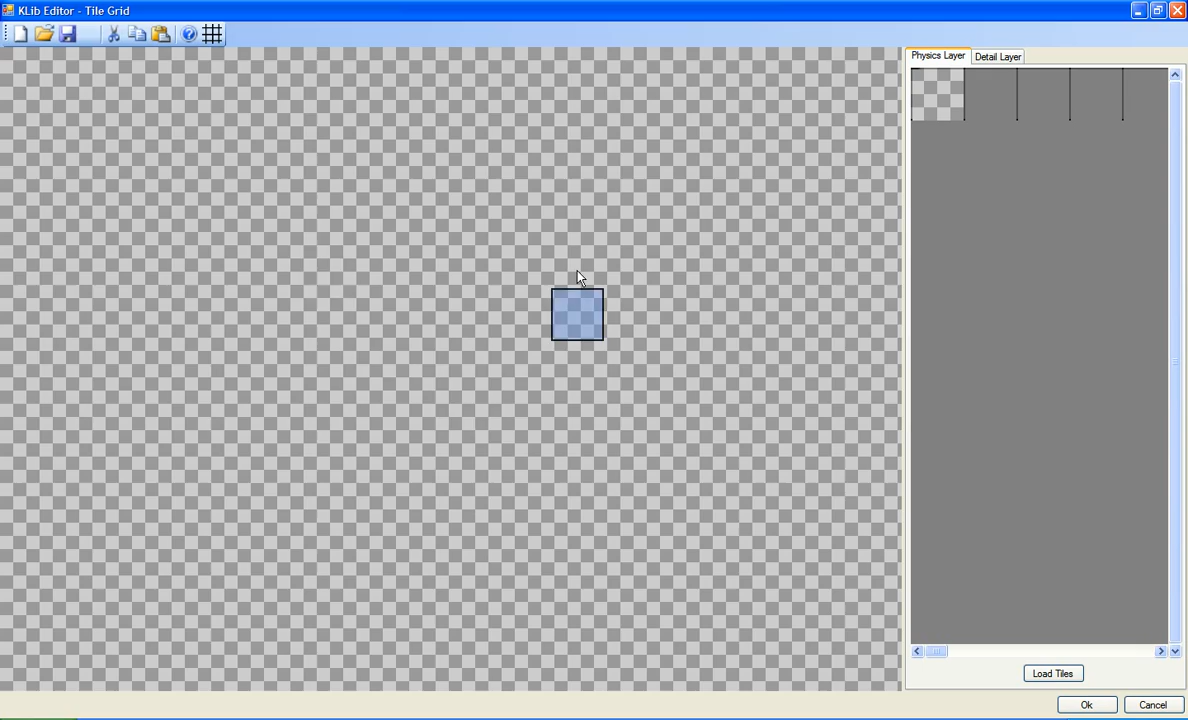 KLib Editor - Tile Grid
Physics Layer
Detail Layer
Load Tiles
Ok
Cancel